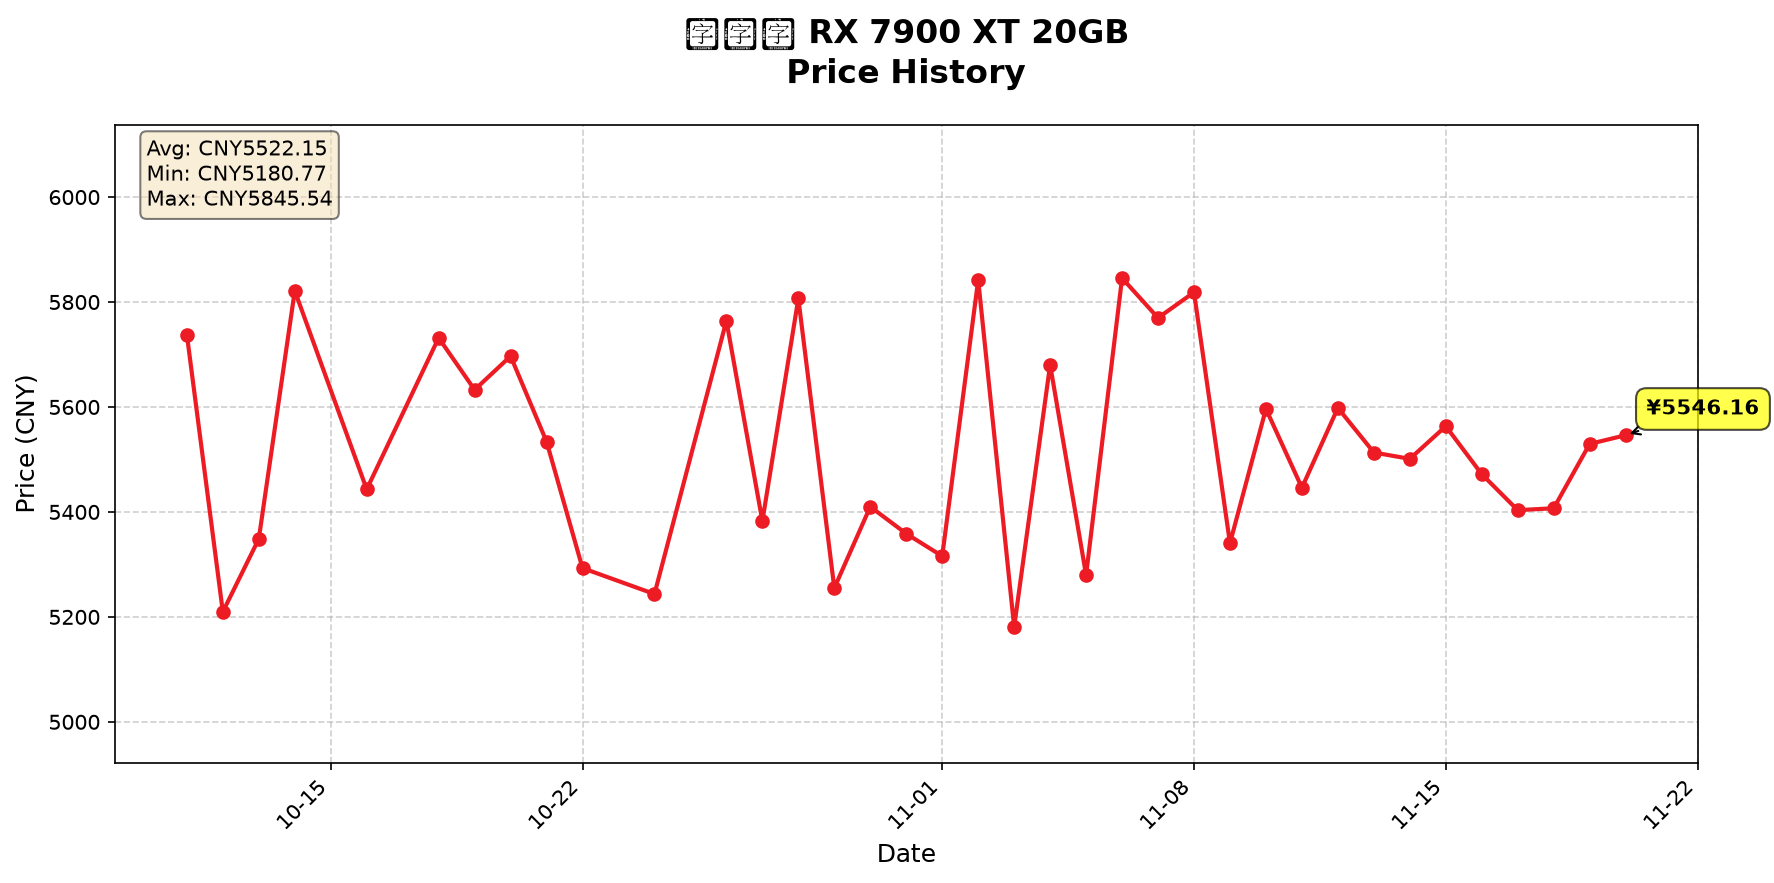 RX 7900 XT 20GB
Price History
Avg: CNY5522.15
Min: CNY5180.77
Max: CNY5845.54
6000
5800
5600
5400
5200
5000
Price (CNY)
¥5546.16
10-15
10-22
11-01
11-08
11-15
11-22
Date